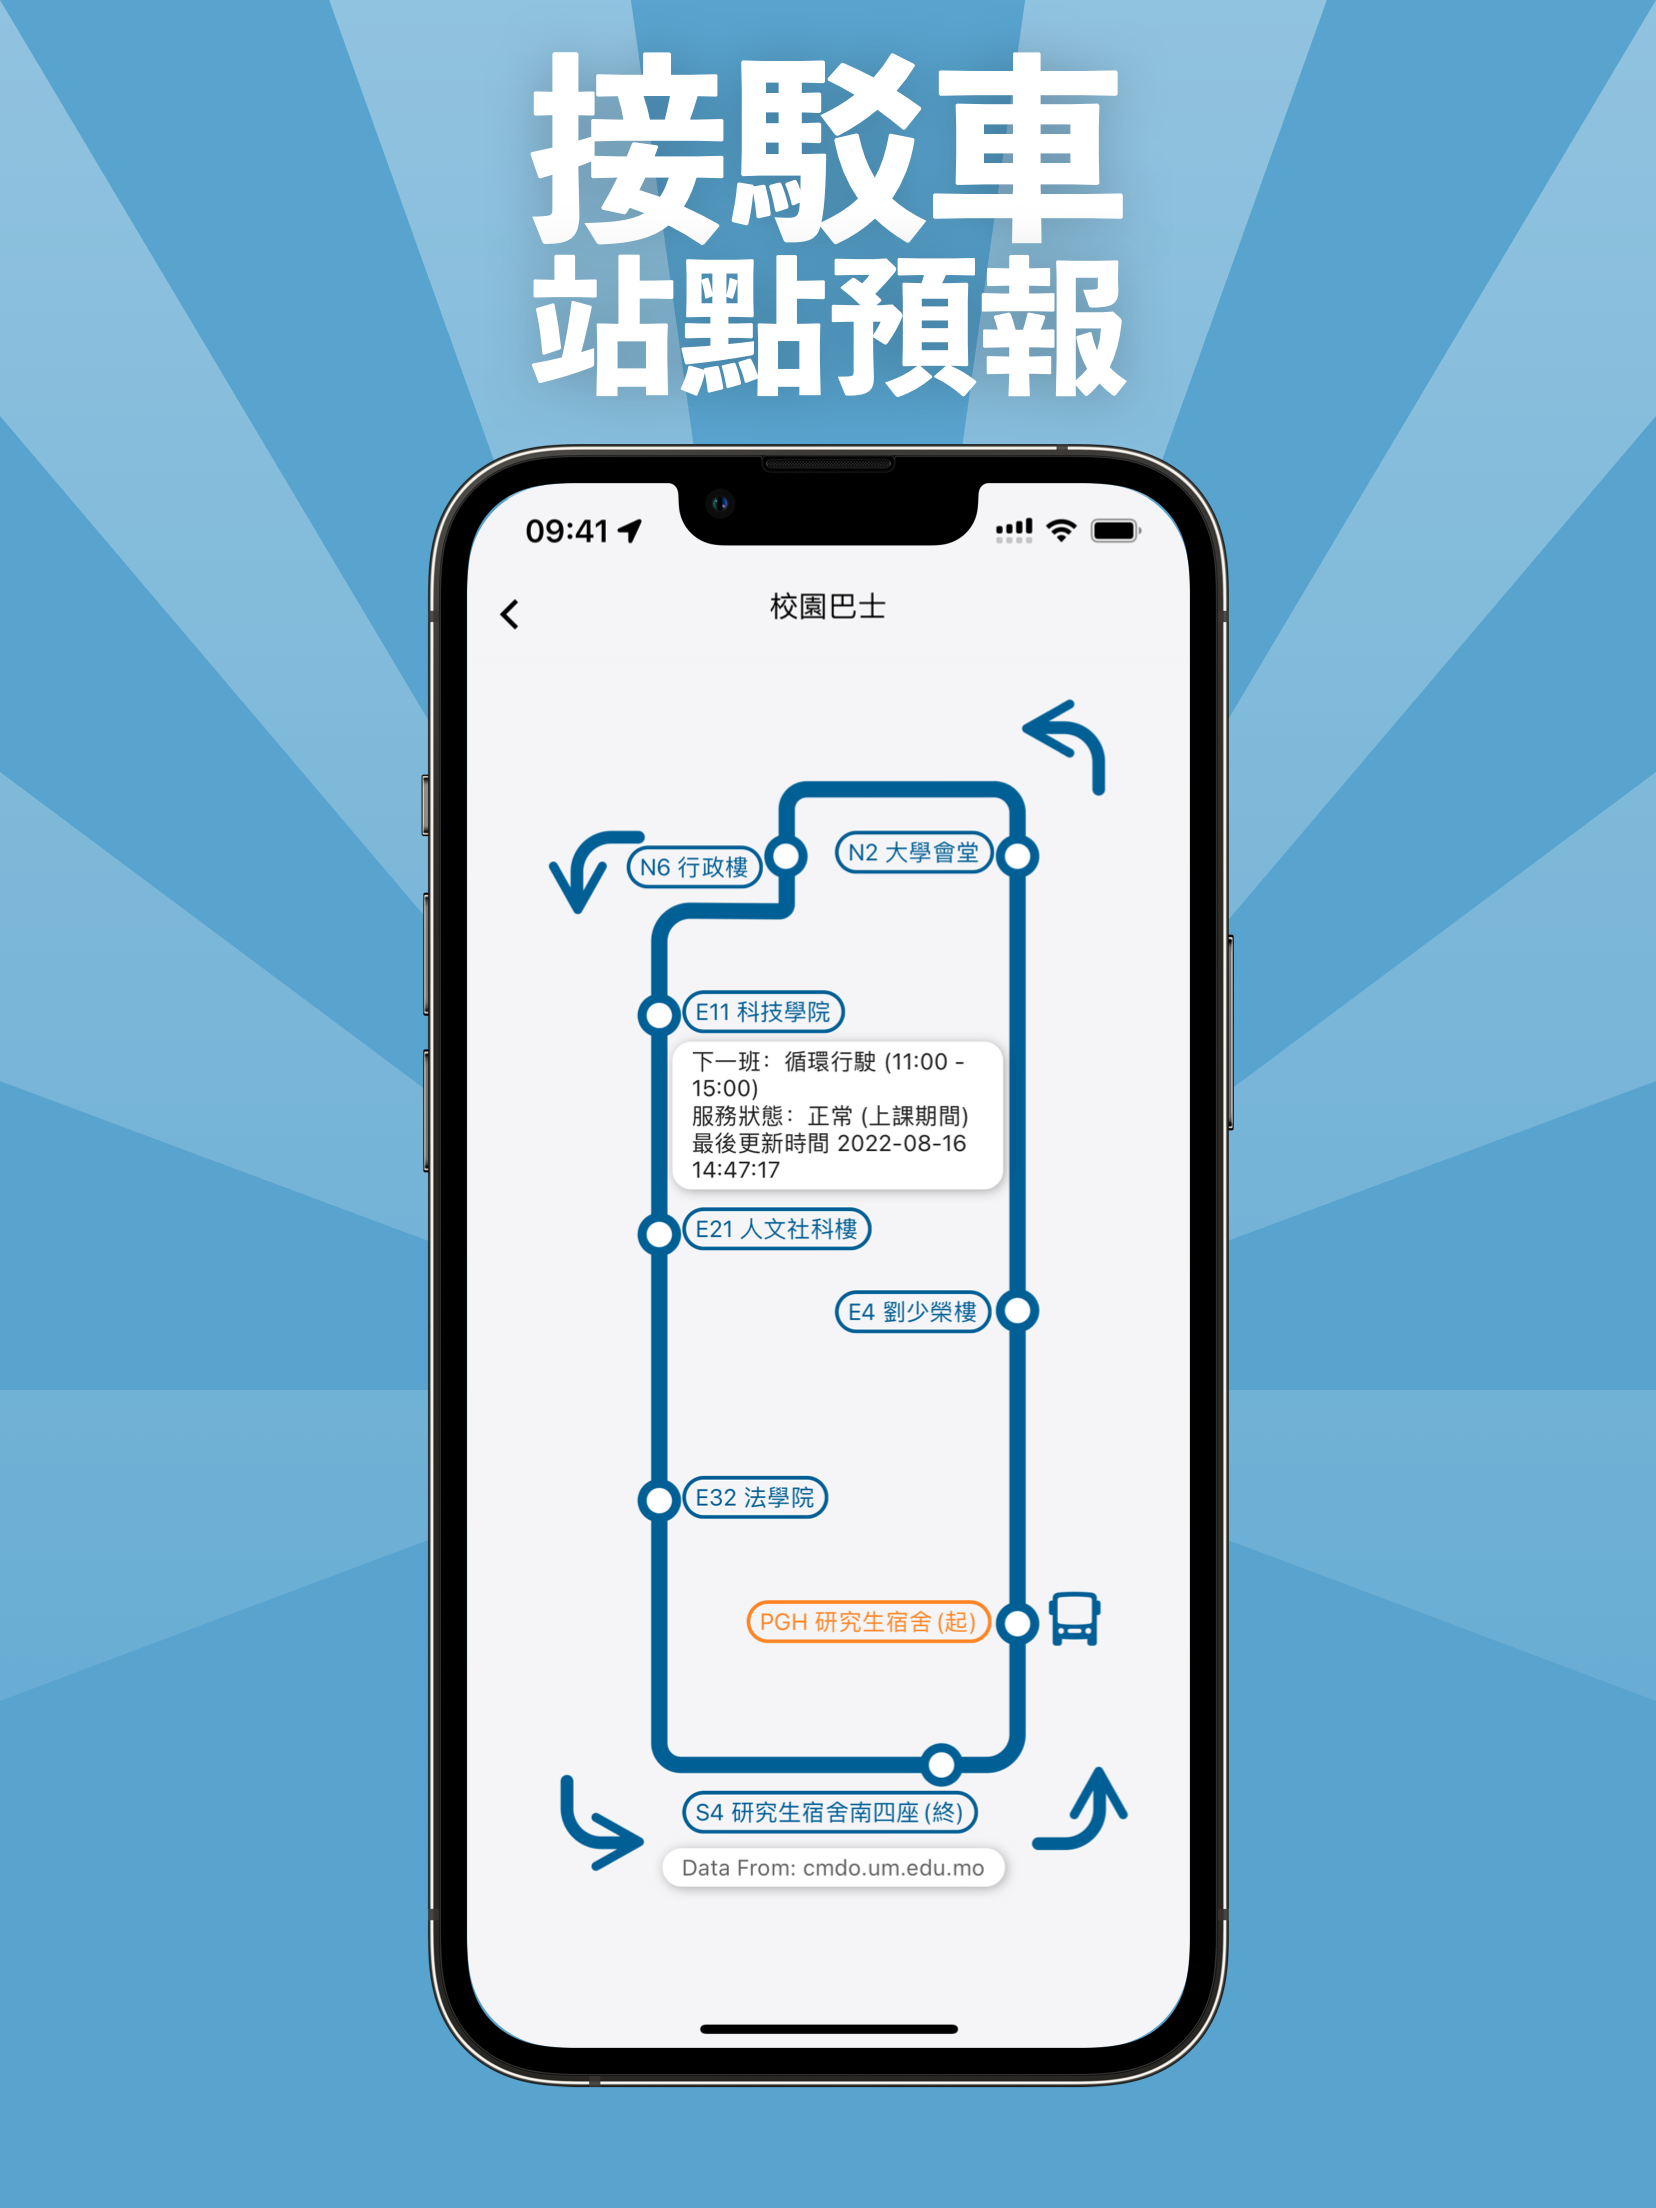 接駁車
站點預報
09:41
校園巴士
N6 行政樓
N2 大學會堂
E11 科技學院
下一班：循環行駛 (11:00 -
15:00)
服務狀態：正常 (上課期間)
最後更新時間 2022-08-16
14:47:17
E21 人文社科樓
E4 劉少榮樓
E32 法學院
PGH 研究生宿舍 (起)
S4 研究生宿舍南四座 (終)
Data From: cmdo.um.edu.mo